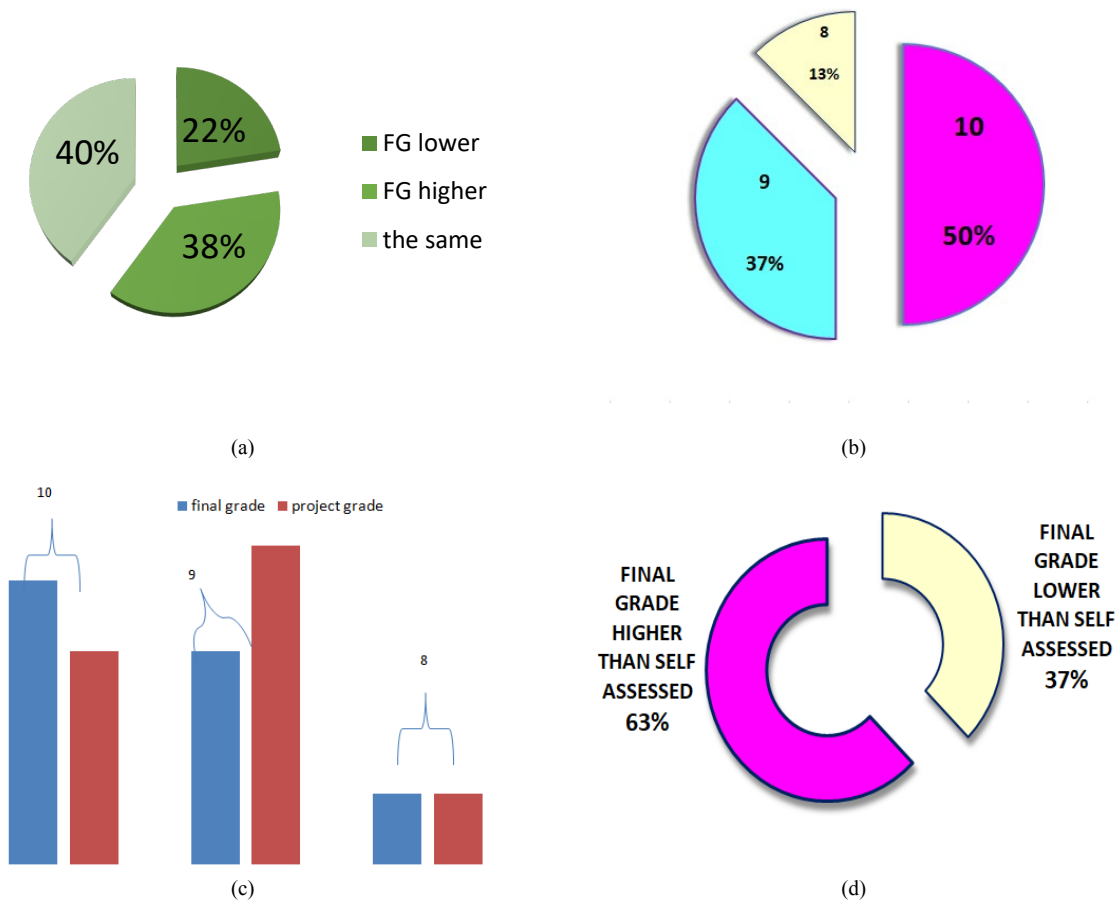 22%
40%
38%
FG lower
FG higher
the same
(a)
8
13%
10
9
50%
37%
(b)
10
final grade project grade
9
8
(c)
FINAL
GRADE
HIGHER
THAN SELF
ASSESSED
63%
FINAL
GRADE
LOWER
THAN SELF
ASSESSED
37%
(d)